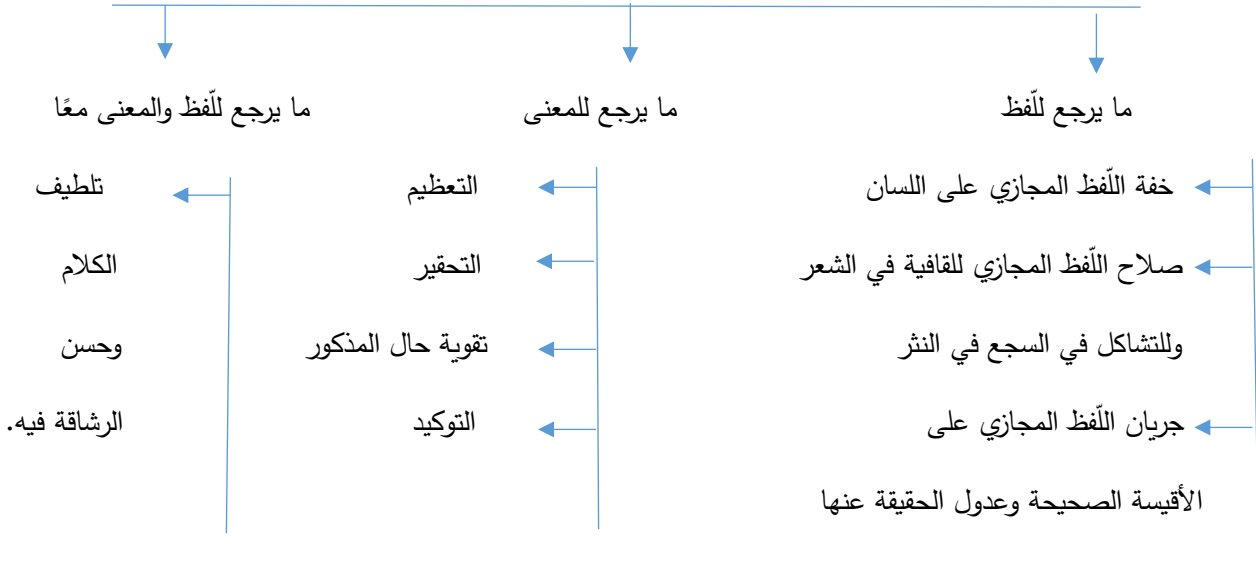 ما يرجع للّفظ
ما يرجع للمعنى
ما يرجع للّفظ والمعنى معًا
خفة اللّفظ المجازي على اللسان
صلاح اللّفظ المجازي للقافية في الشعر
وللتشاكل في السجع في النثر
جريان اللّفظ المجازي على
الأقيسة الصحيحة وعدول الحقيقة عنها
التعظيم
التحقير
تقوية حال المذكور
التوكيد
تلطيف
الكلام
وحسن
الرشاقة فيه.